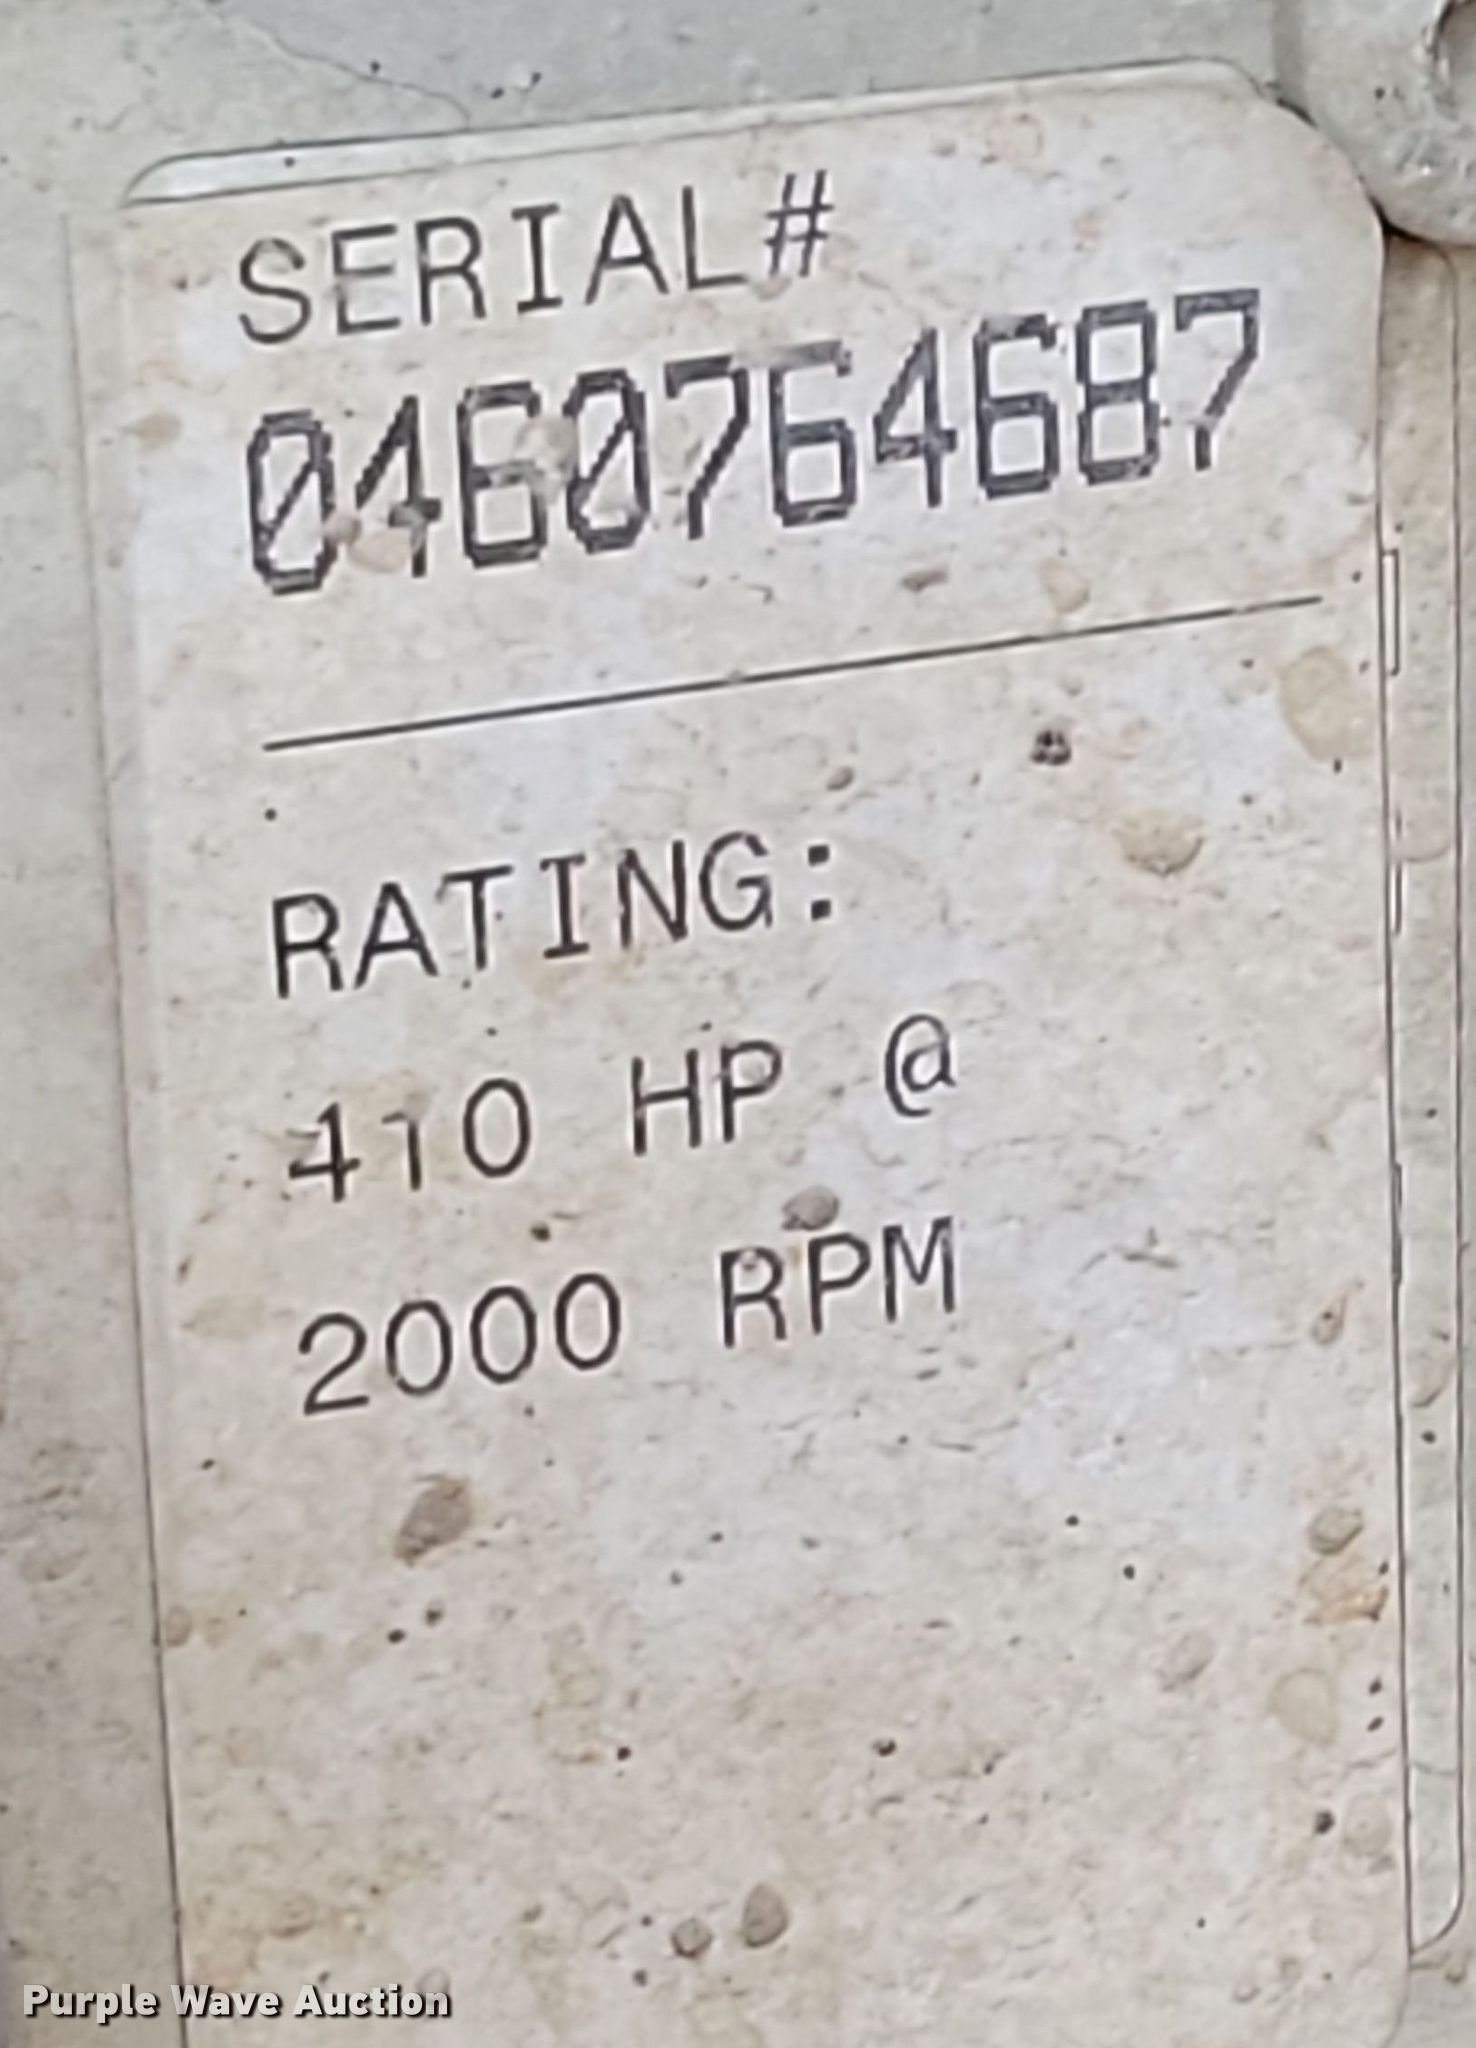 SERIAL#
0460764687
RATING:
410 HP @
2000 RPM
Purple Wave Auction